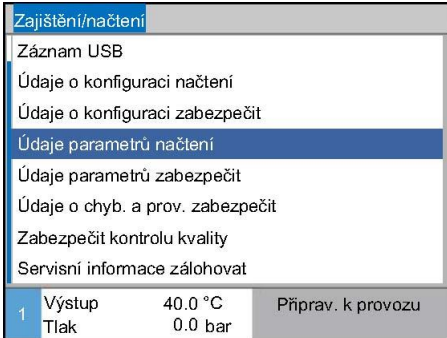 Zajištění/načtení
Záznam USB
Údaje o konfiguraci načtení
Údaje o konfiguraci zabezpečit
Údaje parametrů načtení
Údaje parametrů zabezpečit
Údaje o chyb. a prov. zabezpečit
Zabezpečit kontrolu kvality
Servisní informace zálohovat
1 Výstup 40.0 °C Připrav. k provozu
Tlak 0.0 bar